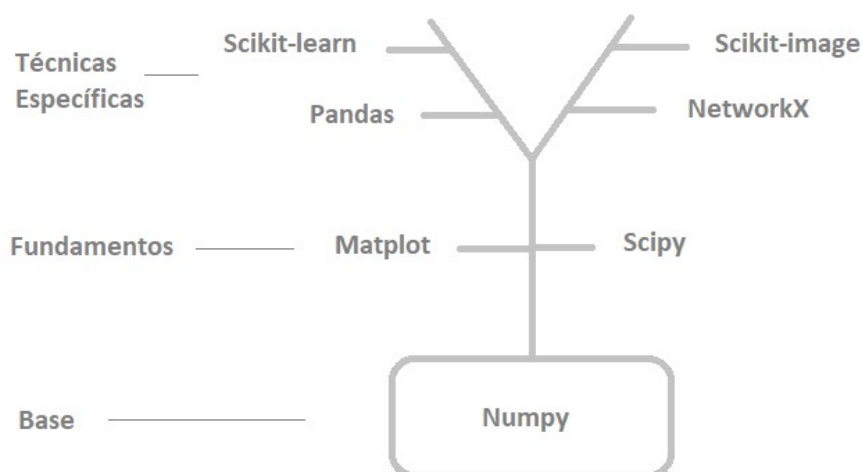 Técnicas
Específicas
Scikit-learn
Scikit-image
Pandas
NetworkX
Fundamentos
Matplot
Scipy
Base
Numpy